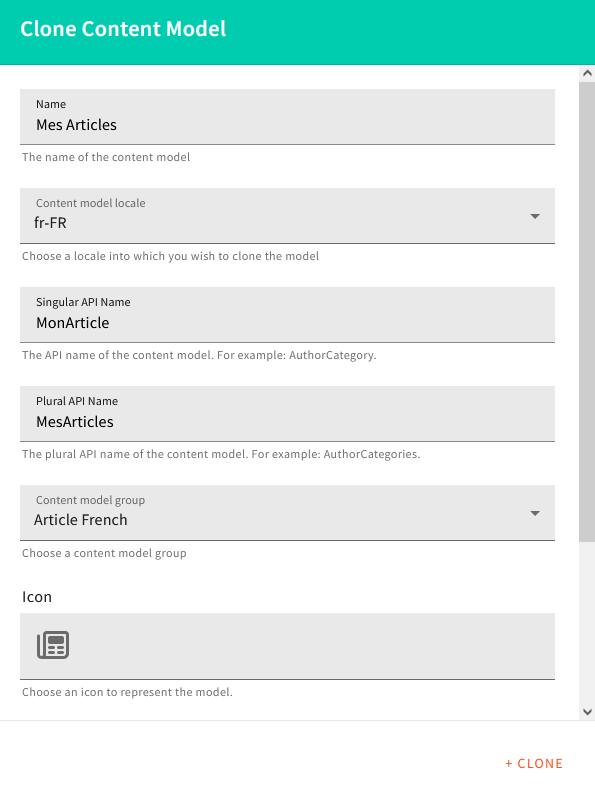 Clone Content Model
Name
Mes Articles
The name of the content model
Content model locale
fr-FR
Choose a locale into which you wish to clone the model
Singular API Name
MonArticle
The API name of the content model. For example: AuthorCategory.
Plural API Name
MesArticles
The plural API name of the content model. For example: AuthorCategories.
Content model group
Article French
Choose a content model group
Icon
Choose an icon to represent the model.
+ CLONE